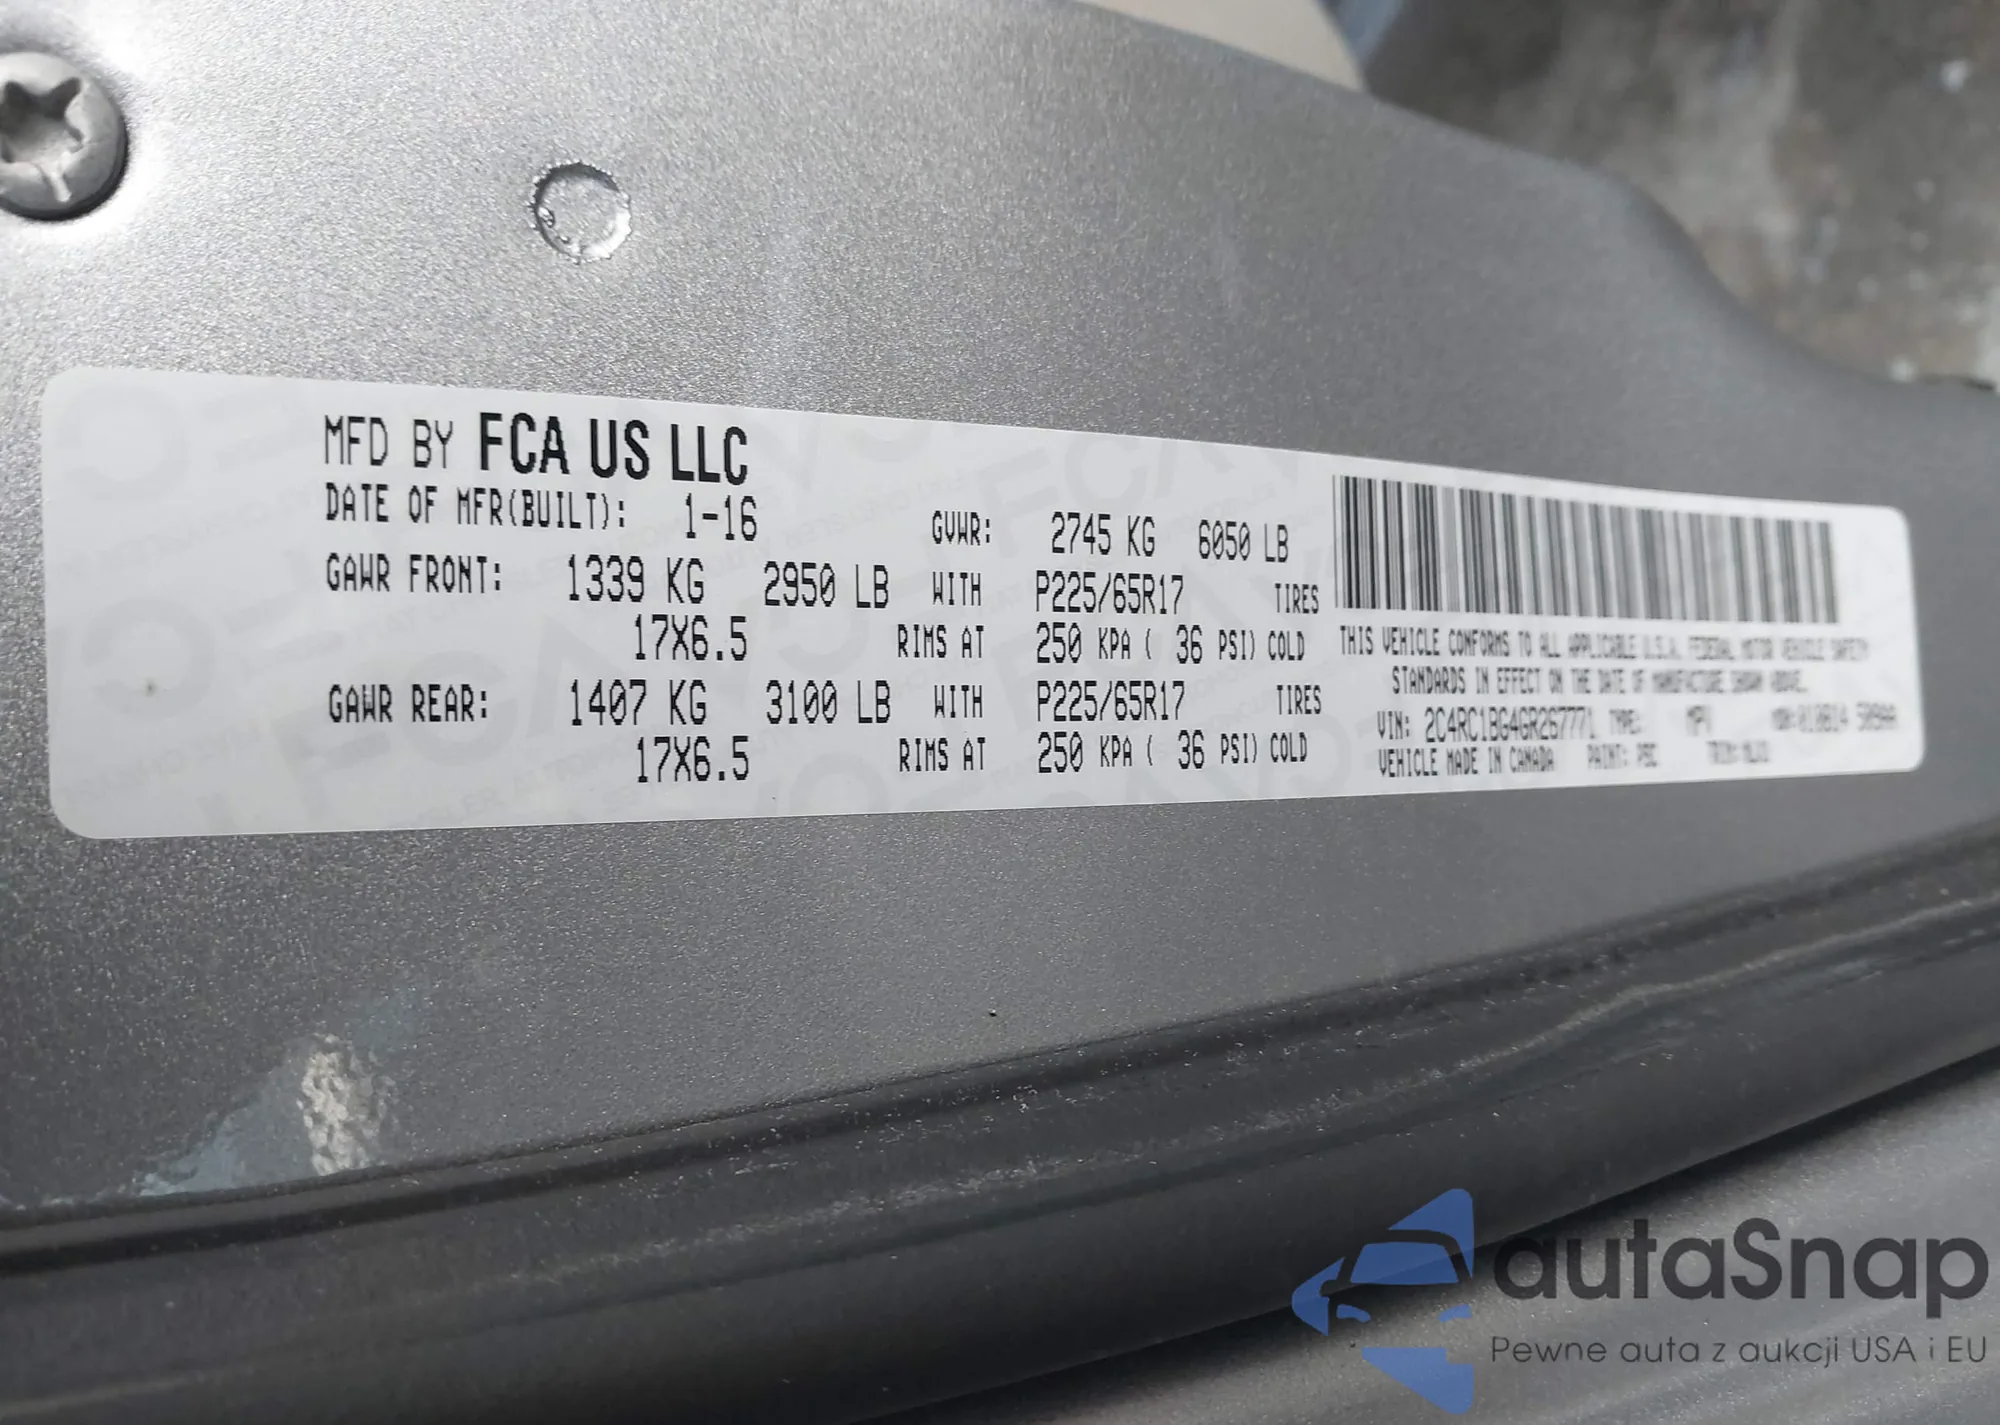 MFD BY FCA US LLC
DATE OF MFR(BUILT): 1-16 GVWR: 2745 KG 6050 LB
GAWR FRONT: 1339 KG 2950 LB WITH P225/65R17 TIRES
17X6.5 RIMS AT 250 KPA ( 36 PSI) COLD
GAWR REAR: 1407 KG 3100 LB WITH P225/65R17 TIRES
17X6.5 RIMS AT 250 KPA ( 36 PSI) COLD
THIS VEHICLE CONFORMS TO ALL APPLICABLE U.S.A. FEDERAL MOTOR VEHICLE SAFETY
STANDARDS IN EFFECT ON THE DATE OF MANUFACTURE SHOWN ABOVE.
VIN: 2C4RC1BG4GR267771 TYPE: MPV
VEHICLE MADE IN CANADA PAINT:
autaSnap
Pewne auta z aukcji USA i EU